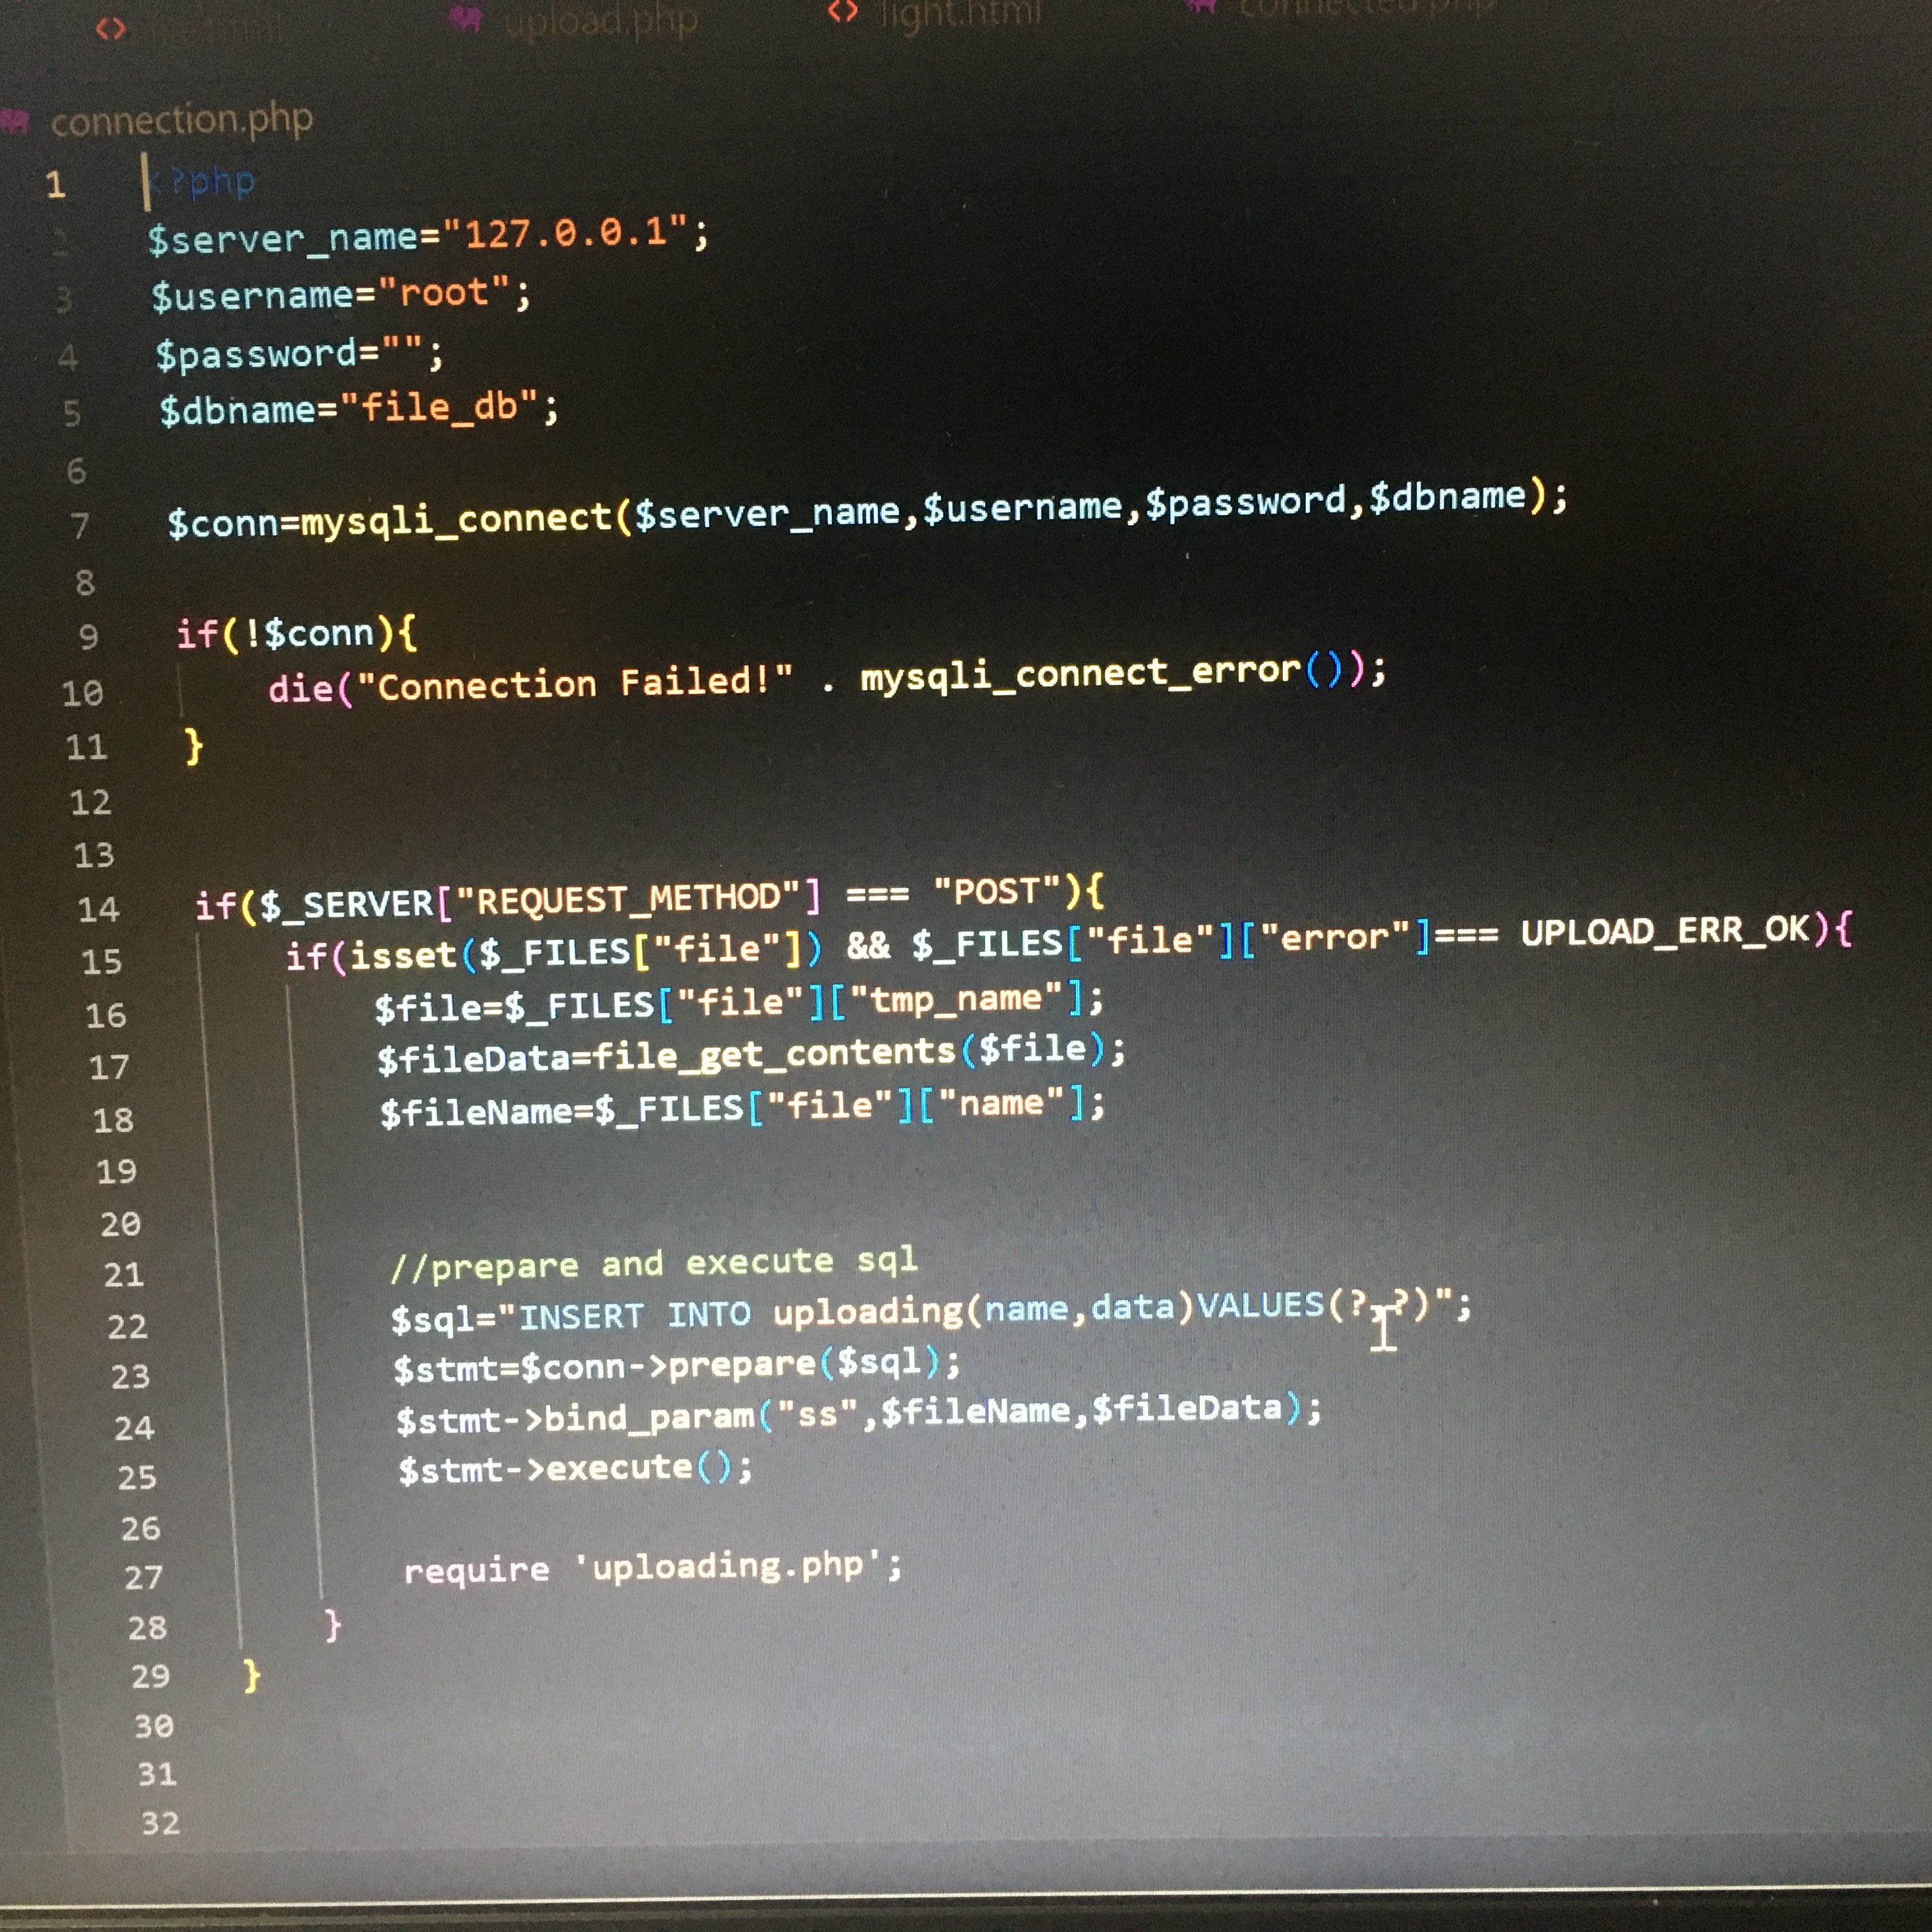 upload.php light.html connected.php
connection.php
1 <?php
2 $server_name="127.0.0.1";
3 $username="root";
4 $password="";
5 $dbname="file_db";
6
7 $conn=mysqli_connect($server_name,$username,$password,$dbname);
8
9 if(!$conn){
10 die("Connection Failed!" . mysqli_connect_error());
11 }
12
13
14 if($_SERVER["REQUEST_METHOD"] === "POST"){
15 if(isset($_FILES["file"]) && $_FILES["file"]["error"]=== UPLOAD_ERR_OK){
16 $file=$_FILES["file"]["tmp_name"];
17 $fileData=file_get_contents($file);
18 $fileName=$_FILES["file"]["name"];
19
20
21 //prepare and execute sql
22 $sql="INSERT INTO uploading(name,data)VALUES(?,?)";
23 $stmt=$conn->prepare($sql);
24 $stmt->bind_param("ss",$fileName,$fileData);
25 $stmt->execute();
26
27 require 'uploading.php';
28 }
29 }
30
31
32